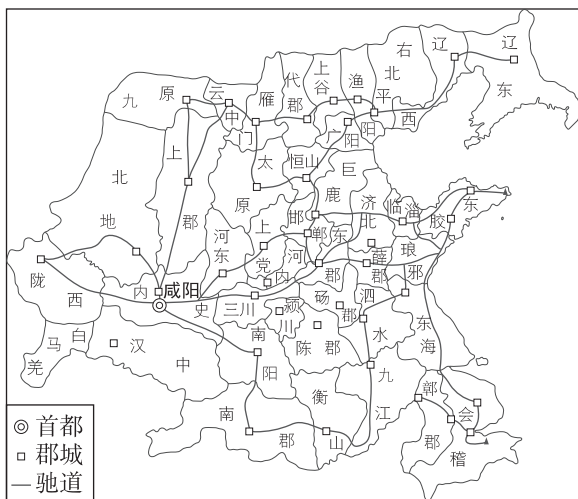 九原
云中
雁门
代郡
上谷
渔阳
右北平
辽西
辽东
广阳
上郡
北地
太原
恒山
巨鹿
邯郸
济北
临淄
胶东
琅邪
陇西
内史
咸阳
河东
上党
河内
东郡
薛郡
三川
颍川
砀郡
泗水
东海
白马羌
汉中
南阳
陈郡
南郡
衡山
九江
鄣郡
会稽
首都
郡城
驰道